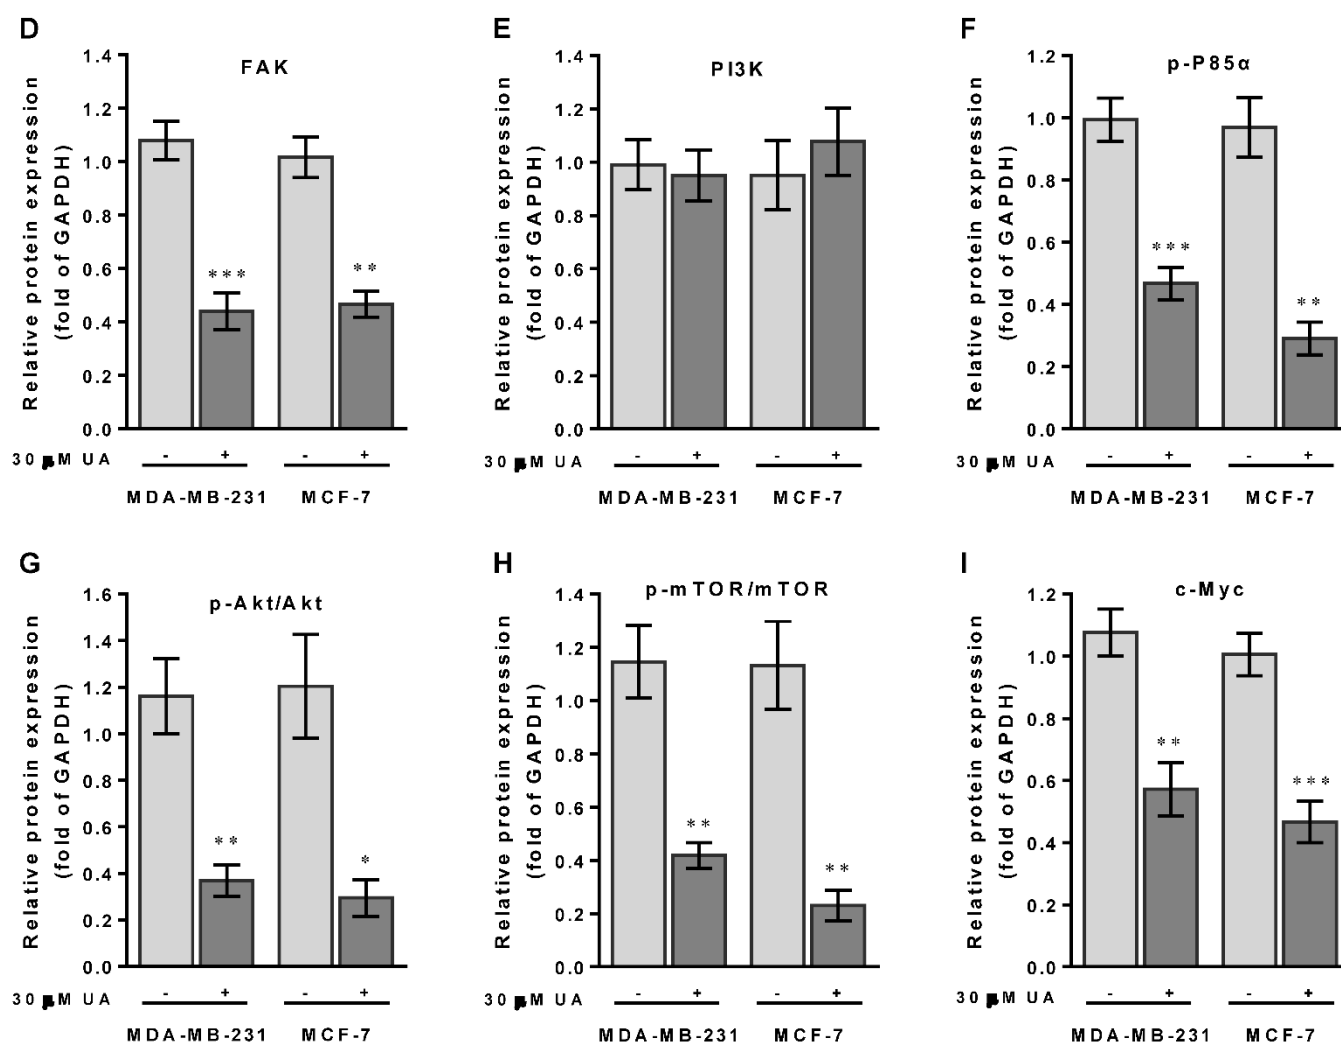 D
FAK
Relative protein expression
(fold of GAPDH)
1.4
1.2
1.0
0.8
0.6
0.4
0.2
0.0
***
**
30 μM UA
- + - +
MDA-MB-231 MCF-7
E
PI3K
Relative protein expression
(fold of GAPDH)
1.4
1.2
1.0
0.8
0.6
0.4
0.2
0.0
30 μM UA
- + - +
MDA-MB-231 MCF-7
F
p-P85α
Relative protein expression
(fold of GAPDH)
1.2
1.0
0.8
0.6
0.4
0.2
0.0
***
**
30 μM UA
- + - +
MDA-MB-231 MCF-7
G
p-Akt/Akt
Relative protein expression
(fold of GAPDH)
1.6
1.4
1.2
1.0
0.8
0.6
0.4
0.2
0.0
**
*
30 μM UA
- + - +
MDA-MB-231 MCF-7
H
p-mTOR/mTOR
Relative protein expression
(fold of GAPDH)
1.4
1.2
1.0
0.8
0.6
0.4
0.2
0.0
**
**
30 μM UA
- + - +
MDA-MB-231 MCF-7
I
c-Myc
Relative protein expression
(fold of GAPDH)
1.2
1.0
0.8
0.6
0.4
0.2
0.0
**
***
30 μM UA
- + - +
MDA-MB-231 MCF-7